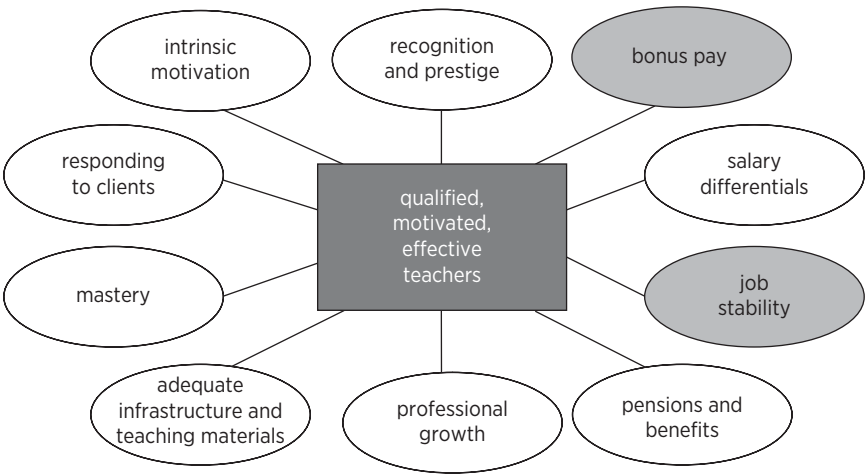 intrinsic
motivation
recognition
and prestige
bonus pay
responding
to clients
qualified,
motivated,
effective
teachers
salary
differentials
mastery
job
stability
adequate
infrastructure and
teaching materials
professional
growth
pensions and
benefits